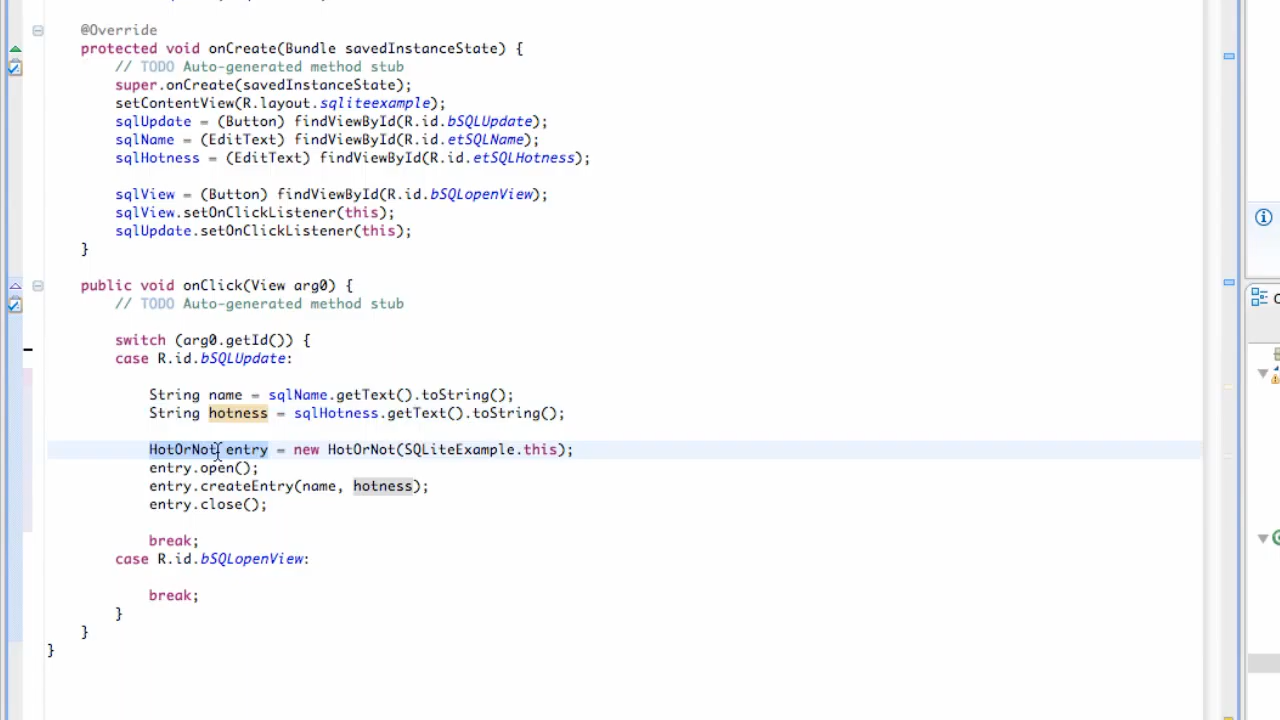 @Override
protected void onCreate(Bundle savedInstanceState) {
// TODO Auto-generated method stub
super.onCreate(savedInstanceState);
setContentView(R.layout.sqliteexample);
sqlUpdate = (Button) findViewById(R.id.bSQLUpdate);
sqlName = (EditText) findViewById(R.id.etSQLName);
sqlHotness = (EditText) findViewById(R.id.etSQLHotness);
sqlView = (Button) findViewById(R.id.bSQLopenView);
sqlView.setOnClickListener(this);
sqlUpdate.setOnClickListener(this);
}
public void onClick(View arg0) {
// TODO Auto-generated method stub
switch (arg0.getId()) {
case R.id.bSQLUpdate:
String name = sqlName.getText().toString();
String hotness = sqlHotness.getText().toString();
HotOrNot entry = new HotOrNot(SQLiteExample.this);
entry.open();
entry.createEntry(name, hotness);
entry.close();
break;
case R.id.bSQLopenView:
break;
}
}
}